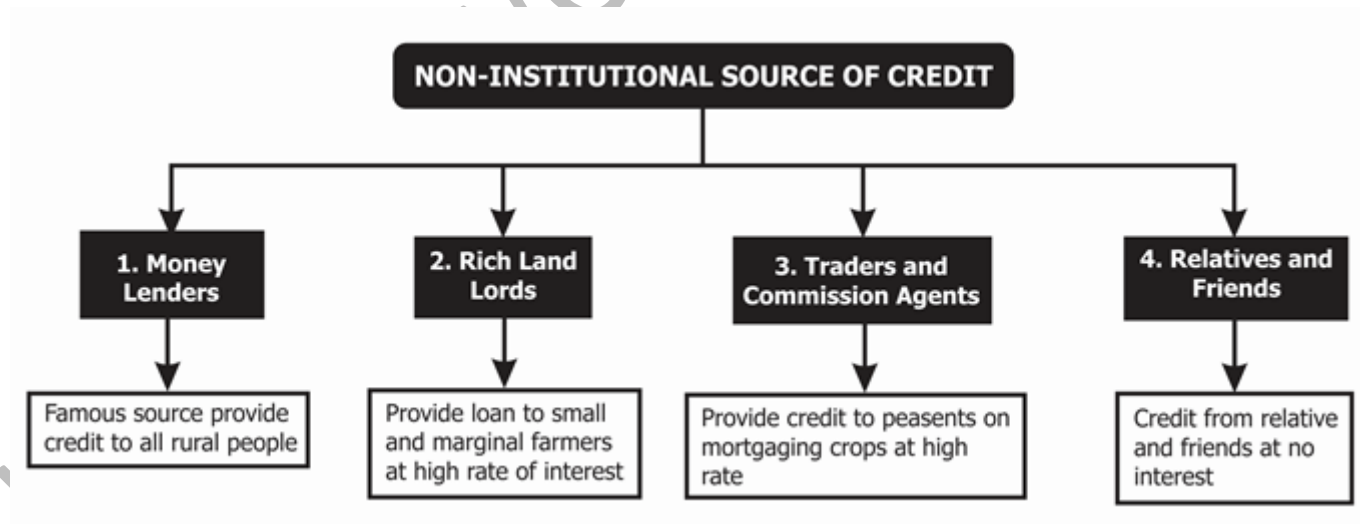 NON-INSTITUTIONAL SOURCE OF CREDIT
1. Money
Lenders
2. Rich Land
Lords
3. Traders and
Commission Agents
4. Relatives and
Friends
Famous source provide
credit to all rural people
Provide loan to small
and marginal farmers
at high rate of interest
Provide credit to peasents on
mortgaging crops at high
rate
Credit from relative
and friends at no
interest